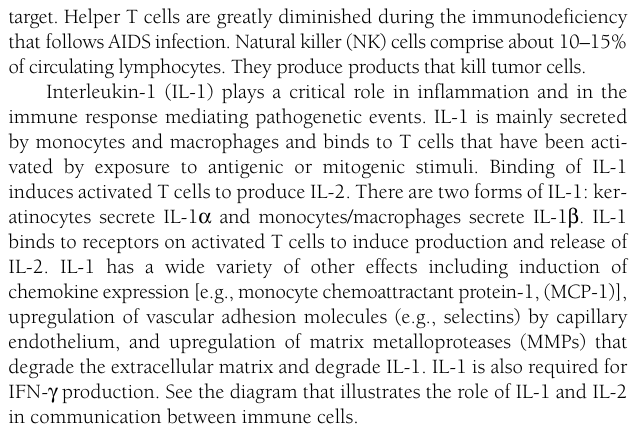 target. Helper T cells are greatly diminished during the immunodeficiency
that follows AIDS infection. Natural killer (NK) cells comprise about 10–15%
of circulating lymphocytes. They produce products that kill tumor cells.
Interleukin-1 (IL-1) plays a critical role in inflammation and in the
immune response mediating pathogenetic events. IL-1 is mainly secreted
by monocytes and macrophages and binds to T cells that have been acti-
vated by exposure to antigenic or mitogenic stimuli. Binding of IL-1
induces activated T cells to produce IL-2. There are two forms of IL-1: ker-
atinocytes secrete IL-1α and monocytes/macrophages secrete IL-1β. IL-1
binds to receptors on activated T cells to induce production and release of
IL-2. IL-1 has a wide variety of other effects including induction of
chemokine expression [e.g., monocyte chemoattractant protein-1, (MCP-1)],
upregulation of vascular adhesion molecules (e.g., selectins) by capillary
endothelium, and upregulation of matrix metalloproteases (MMPs) that
degrade the extracellular matrix and degrade IL-1. IL-1 is also required for
IFN-γ production. See the diagram that illustrates the role of IL-1 and IL-2
in communication between immune cells.